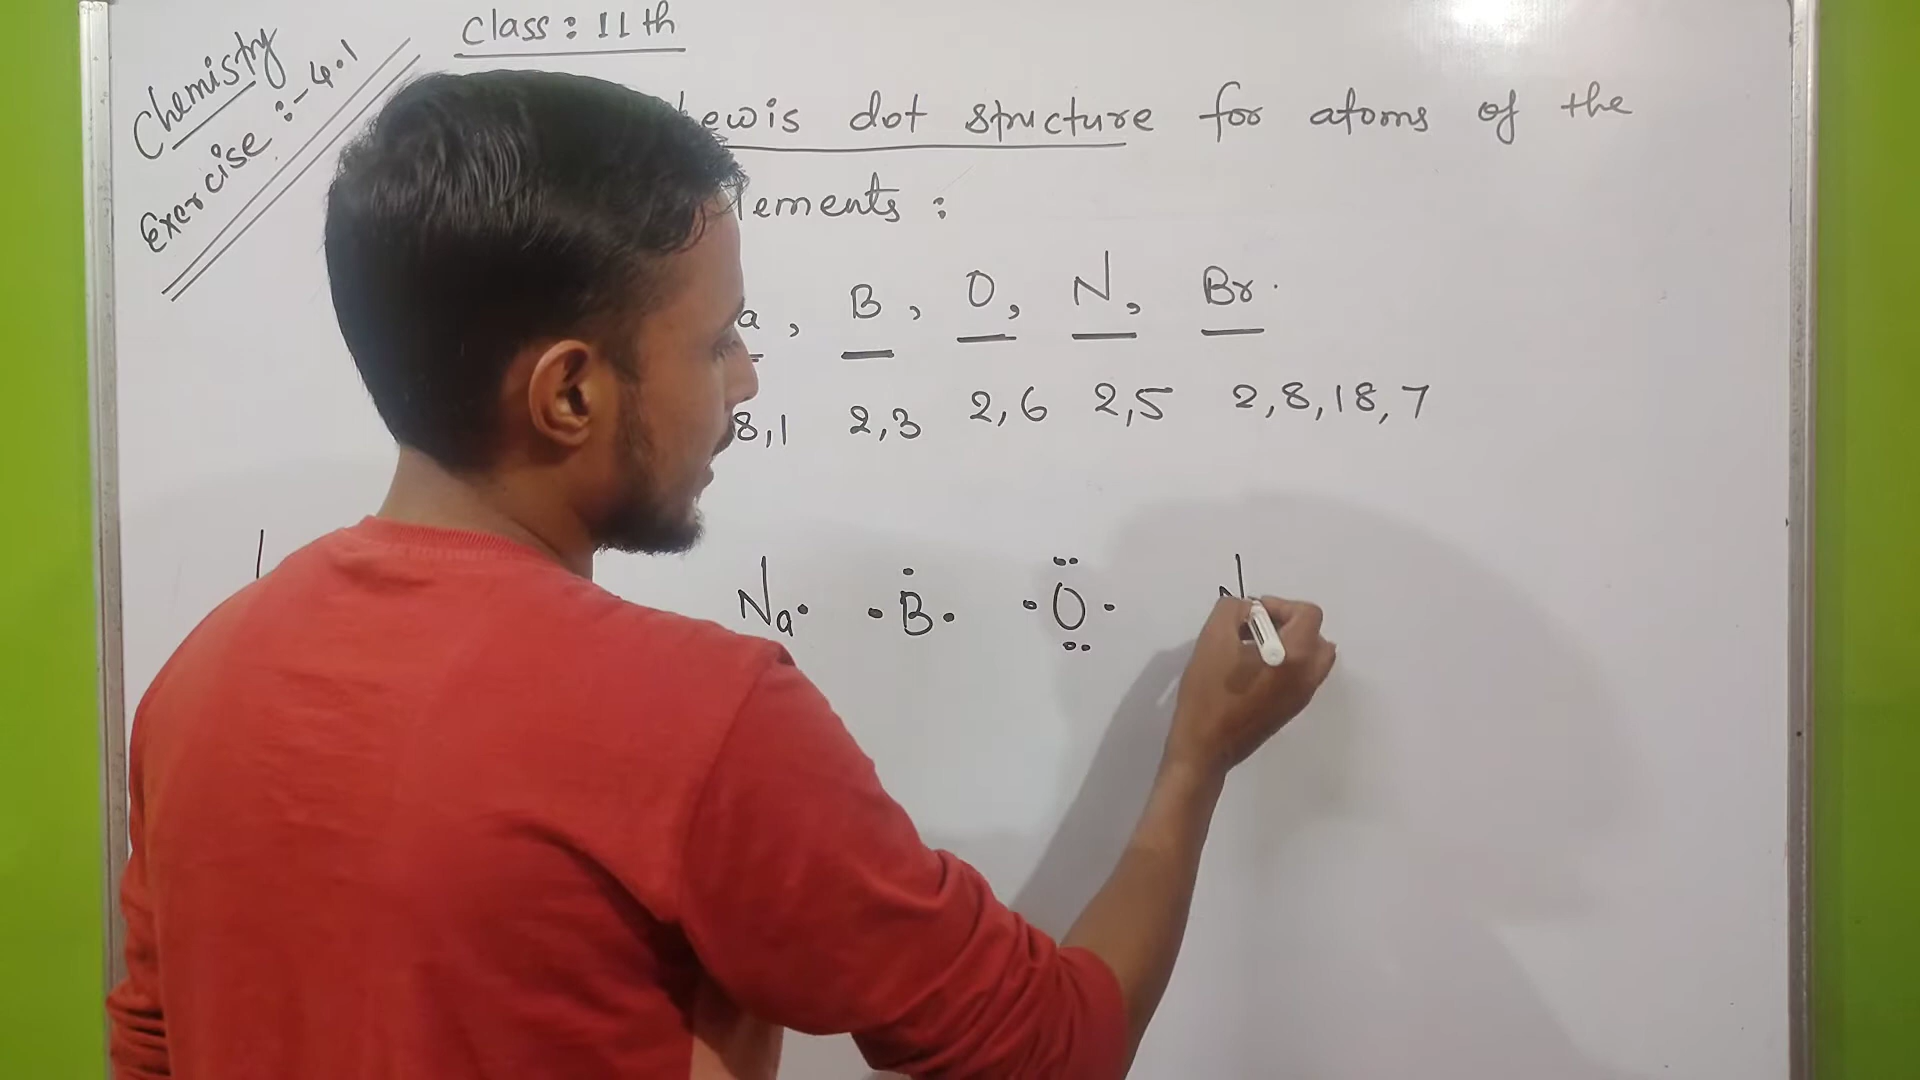 Class : 11 th
Chemistry
Exercise :- 4.1
ewis dot structure for atoms of the
lements :
a , B , O , N , Br .
8,1 2,3 2,6 2,5 2,8,18,7
Na B O N